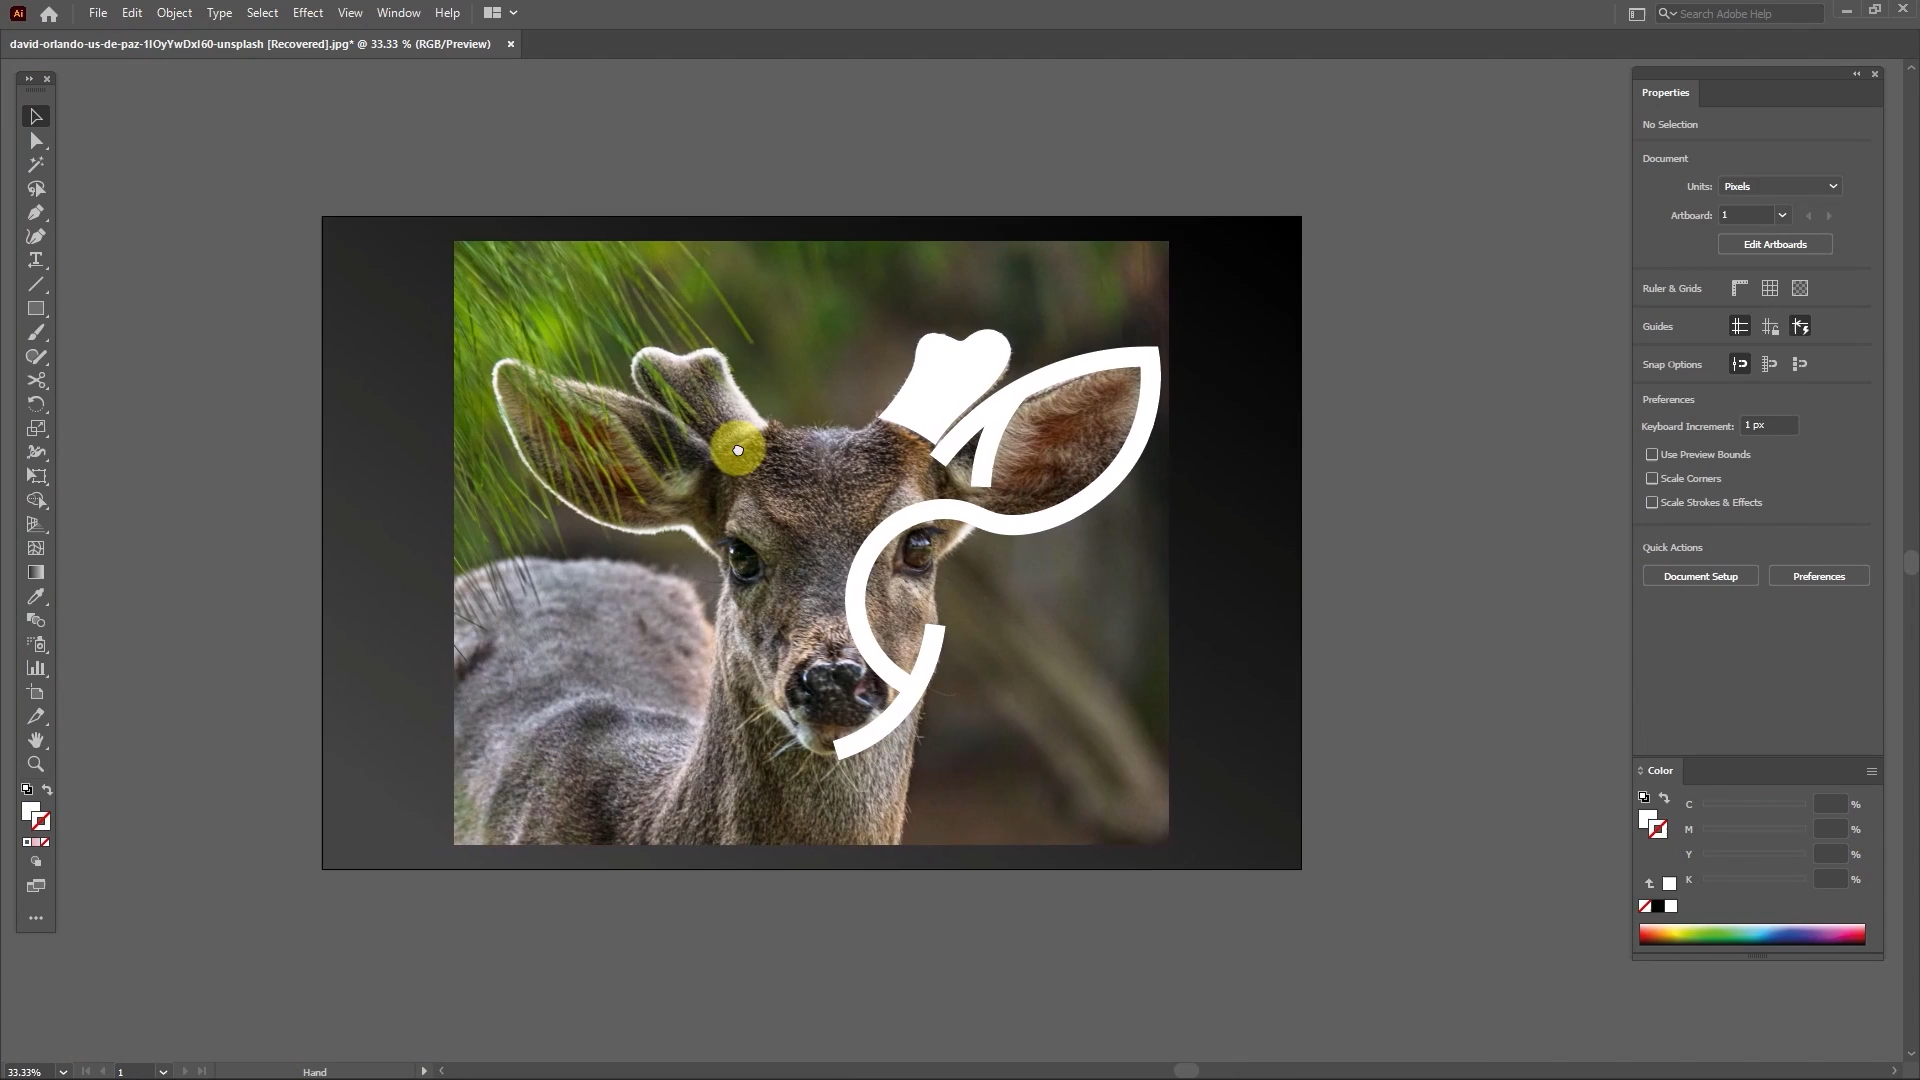 Ai
File Edit Object Type Select Effect View Window Help
Search Adobe Help
david-orlando-us-de-paz-1IOyYwDxI60-unsplash [Recovered].jpg* @ 33.33 % (RGB/Preview)
Properties
No Selection
Document
Units: Pixels
Artboard: 1
Edit Artboards
Ruler & Grids
Guides
Snap Options
Preferences
Keyboard Increment: 1 px
Use Preview Bounds
Scale Corners
Scale Strokes & Effects
Quick Actions
Document Setup Preferences
Color
C %
M %
Y %
K %
33.33% 1 Hand